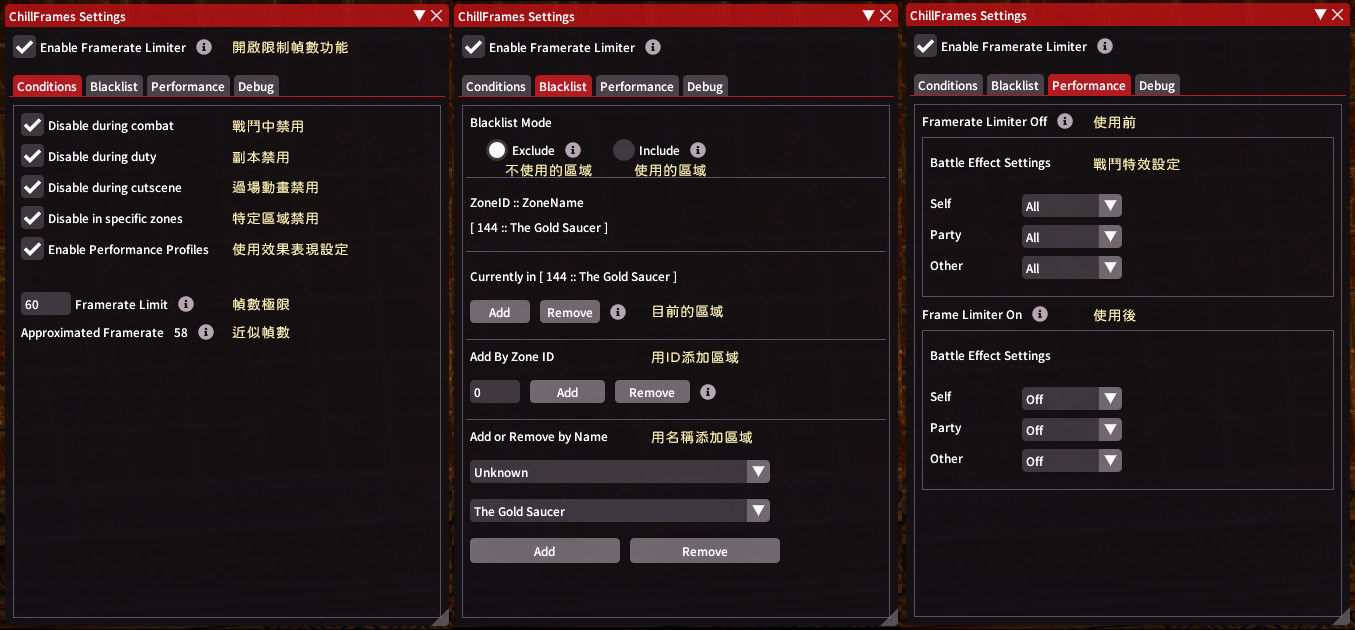 ChillFrames Settings
Enable Framerate Limiter 開啟限制幀數功能
Conditions Blacklist Performance Debug
Disable during combat 戰鬥中禁用
Disable during duty 副本禁用
Disable during cutscene 過場動畫禁用
Disable in specific zones 特定區域禁用
Enable Performance Profiles 使用效果表現設定
60 Framerate Limit 幀數極限
Approximated Framerate 58 近似幀數
ChillFrames Settings
Enable Framerate Limiter
Conditions Blacklist Performance Debug
Blacklist Mode
Exclude Include
不使用的區域 使用的區域
ZoneID :: ZoneName
[ 144 :: The Gold Saucer ]
Currently in [ 144 :: The Gold Saucer ]
Add Remove 目前的區域
Add By Zone ID 用ID添加區域
0 Add Remove
Add or Remove by Name 用名稱添加區域
Unknown
The Gold Saucer
Add Remove
ChillFrames Settings
Enable Framerate Limiter
Conditions Blacklist Performance Debug
Framerate Limiter Off 使用前
Battle Effect Settings 戰鬥特效設定
Self All
Party All
Other All
Frame Limiter On 使用後
Battle Effect Settings
Self Off
Party Off
Other Off